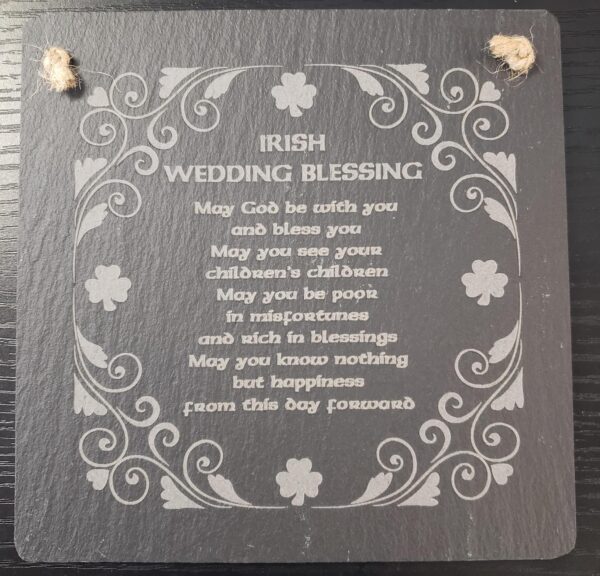 IRISH
WEDDING BLESSING
May God be with you
and bless you
May you see your
children's children
May you be poor
in misfortunes
and rich in blessings
May you know nothing
but happiness
from this day forward